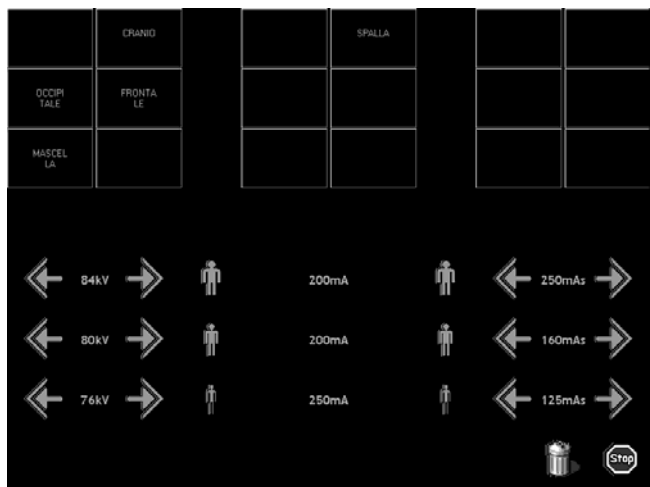 CRANIO
SPALLA
OCCIPI
TALE
FRONTA
LE
MASCEL
LA
84kV
200mA
250mAs
80kV
200mA
160mAs
76kV
250mA
125mAs
Stop